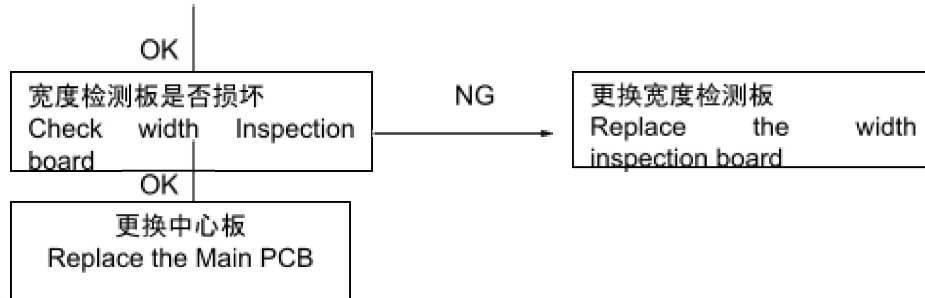 OK
宽度检测板是否损坏
Check width Inspection
board
NG
更换宽度检测板
Replace the width
inspection board
OK
更换中心板
Replace the Main PCB